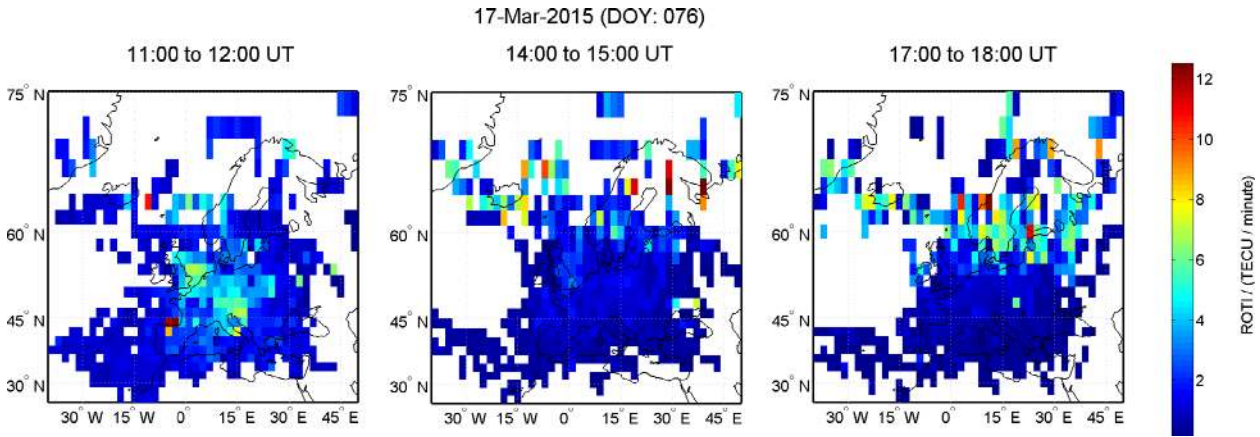 17-Mar-2015 (DOY: 076)
11:00 to 12:00 UT
14:00 to 15:00 UT
17:00 to 18:00 UT
75° N
60° N
45° N
30° N
30° W
15° W
0°
15° E
30° E
45° E
75° N
60° N
45° N
30° N
30° W
15° W
0°
15° E
30° E
45° E
75° N
60° N
45° N
30° N
30° W
15° W
0°
15° E
30° E
45° E
12
10
8
6
4
2
ROTI / (TECU / minute)